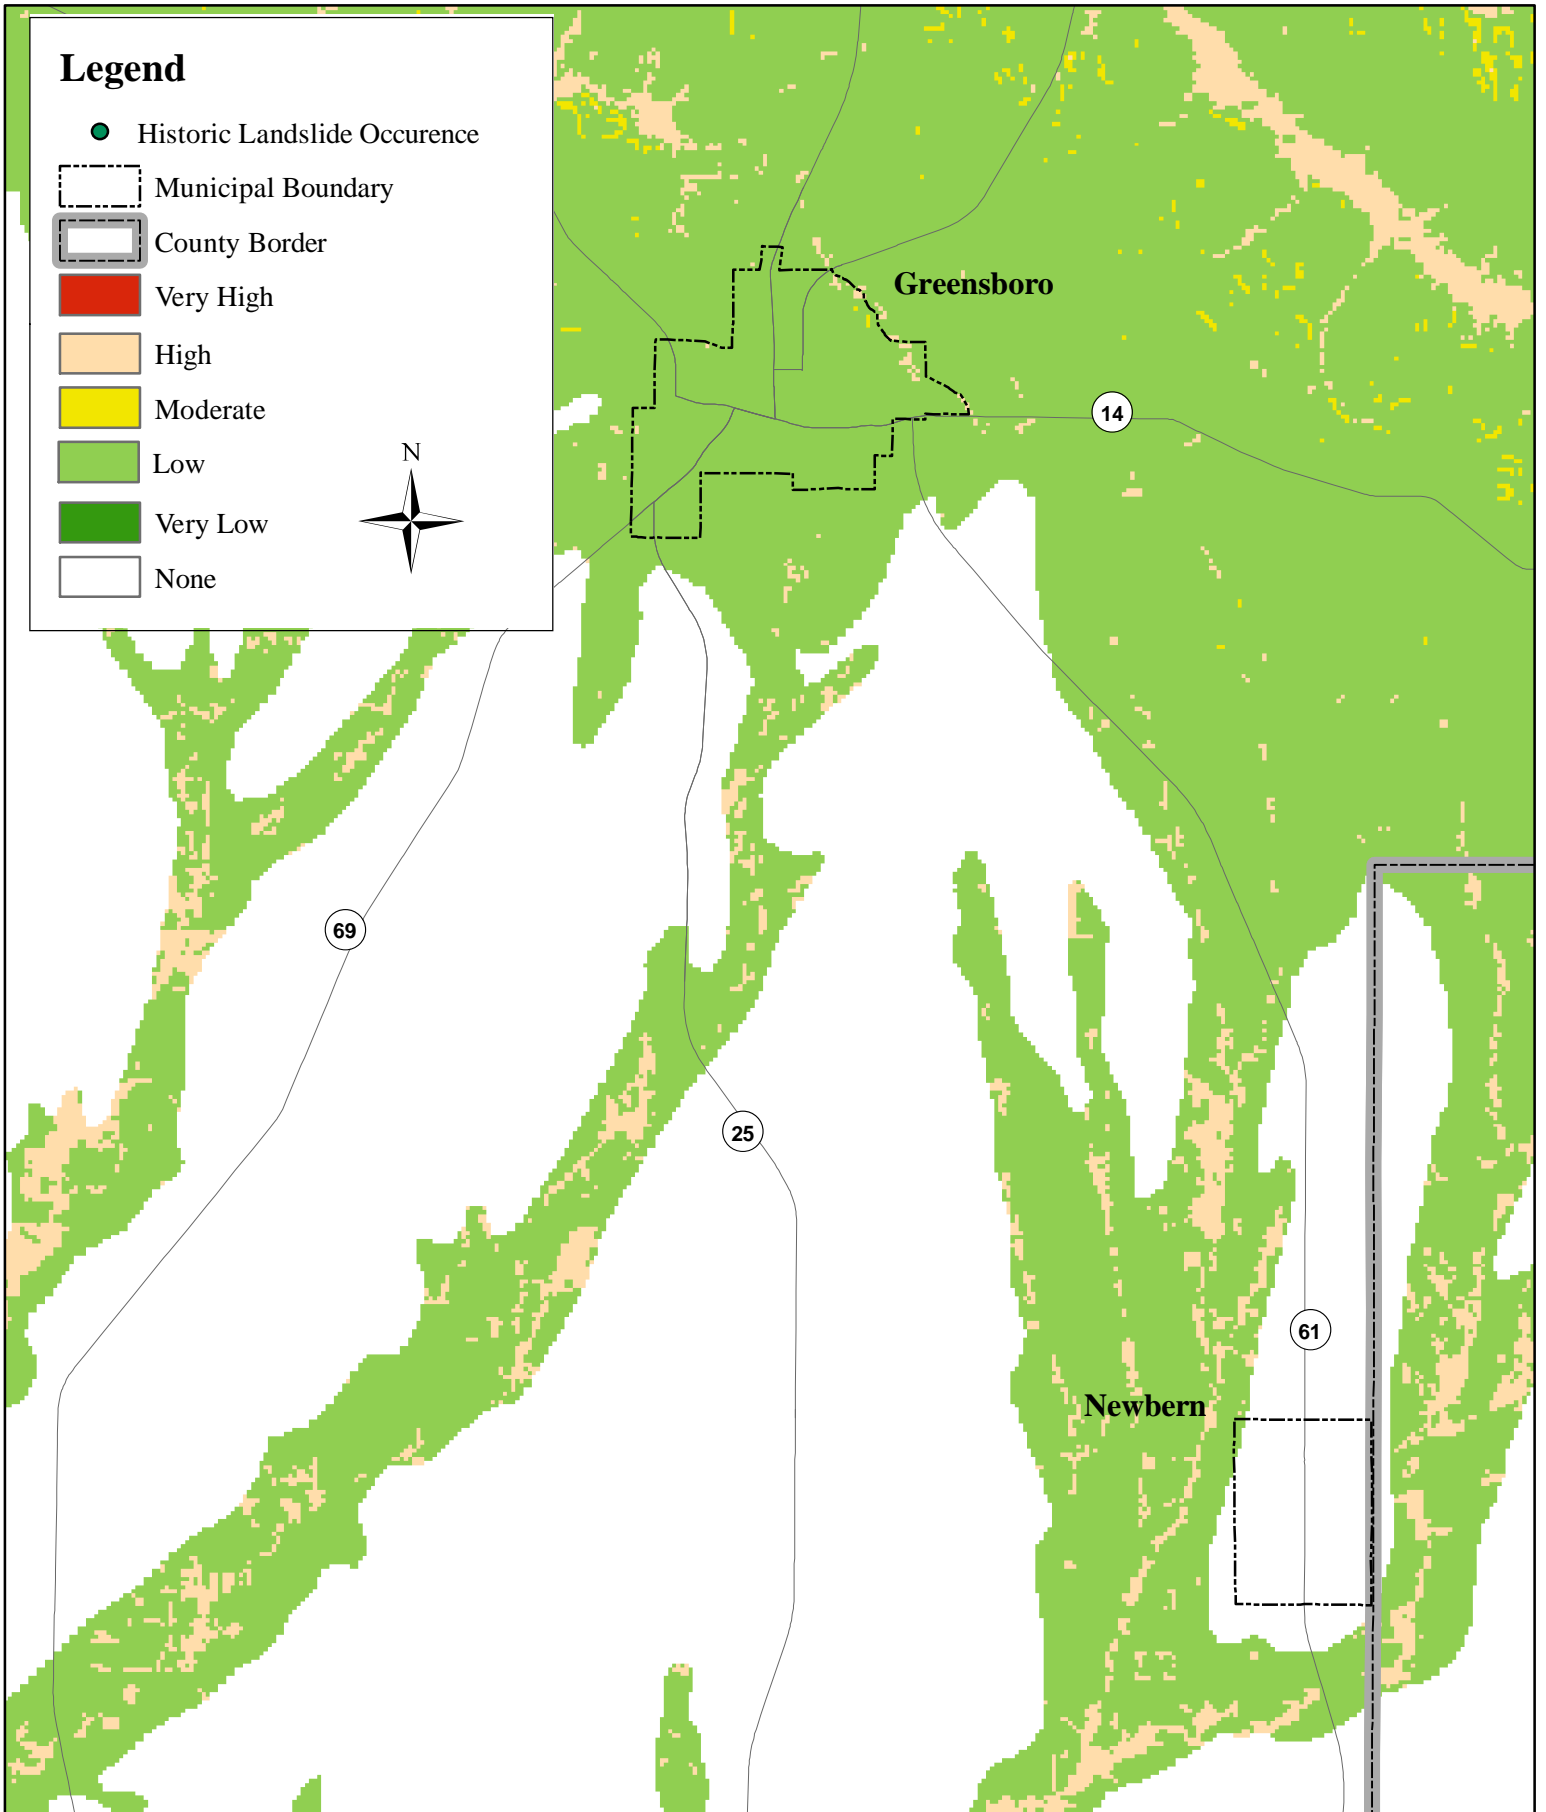 Legend
Historic Landslide Occurence
Municipal Boundary
County Border
Very High
High
Moderate
Low
Very Low
None
N
Greensboro
14
69
25
61
Newbern